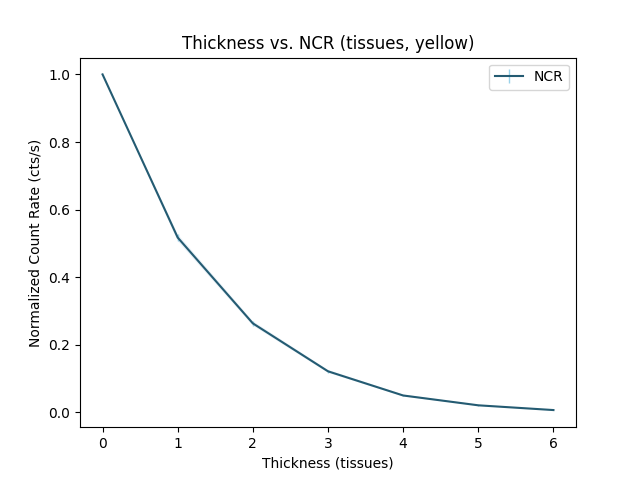 Thickness vs. NCR (tissues, yellow)
NCR
Normalized Count Rate (cts/s)
1.0
0.8
0.6
0.4
0.2
0.0
0 1 2 3 4 5 6
Thickness (tissues)